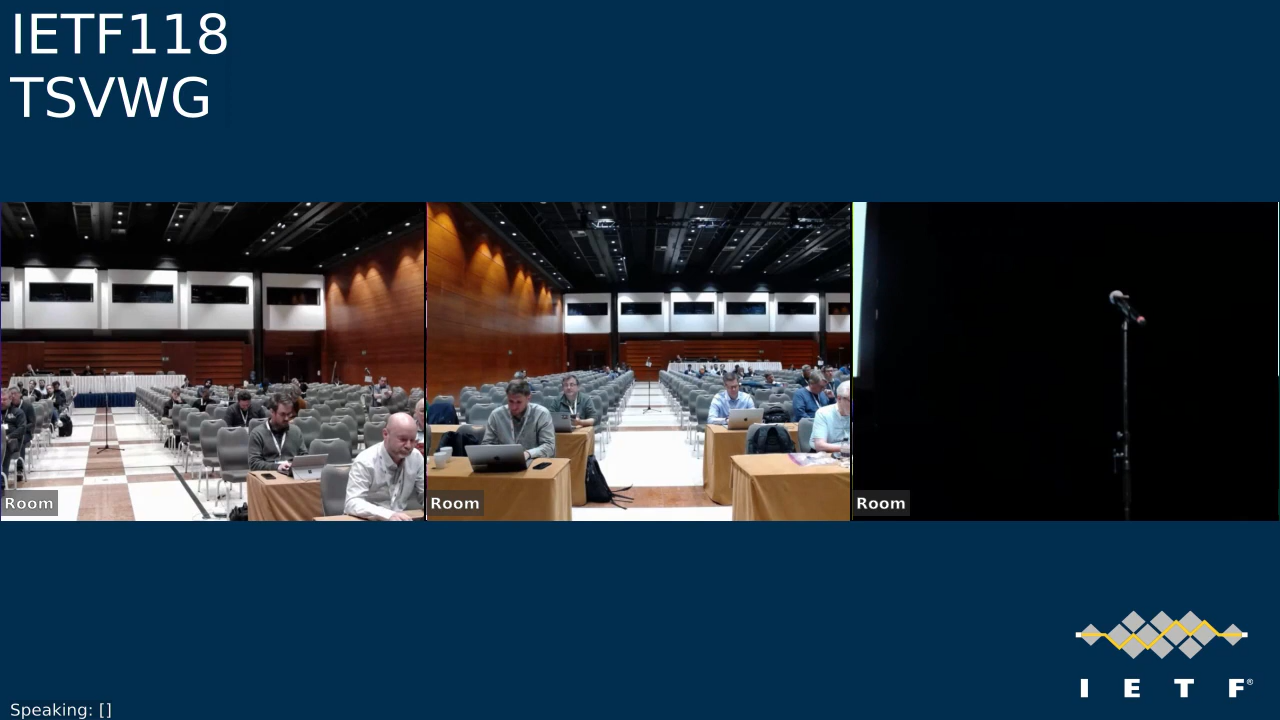 IETF118
TSVWG
Room
Room
Room
I E T F®
Speaking: []